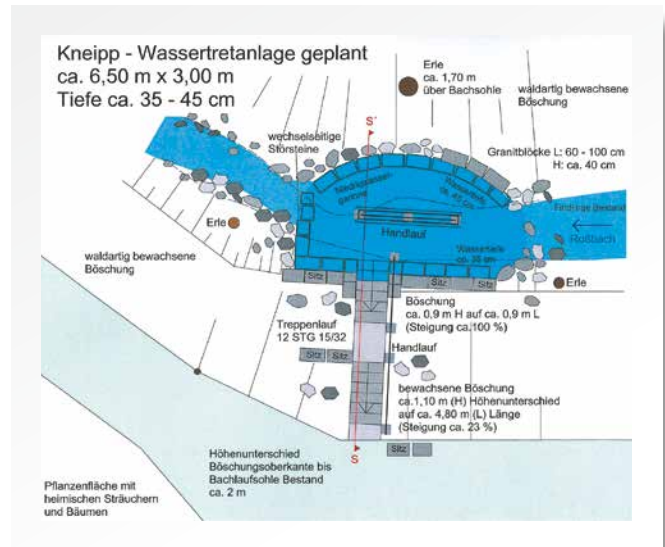 Kneipp - Wassertretanlage geplant
ca. 6,50 m x 3,00 m
Tiefe ca. 35 - 45 cm
Erle
ca. 1,70 m
über Bachsohle
waldartig bewachsene
Böschung
S'
wechselseitige
Störsteine
Granitblöcke L: 60 - 100 cm
H: ca. 40 cm
Wassertiefe
ca. 45 cm
Roßbach
Erle
Handlauf
Wassertiefe
ca. 35 cm
waldartig bewachsene
Böschung
Sitz
Sitz
Sitz
Erle
Böschung
ca. 0,9 m H auf ca. 0,9 m L
(Steigung ca.100 %)
Treppenlauf
12 STG 15/32
Handlauf
Sitz
Sitz
bewachsene Böschung
ca.1,10 m (H) Höhenunterschied
auf ca. 4,80 m (L) Länge
(Steigung ca. 23 %)
S
Sitz
Höhenunterschied
Böschungsoberkante bis
Bachlaufsohle Bestand
ca. 2 m
Pflanzenfläche mit
heimischen Sträuchern
und Bäumen